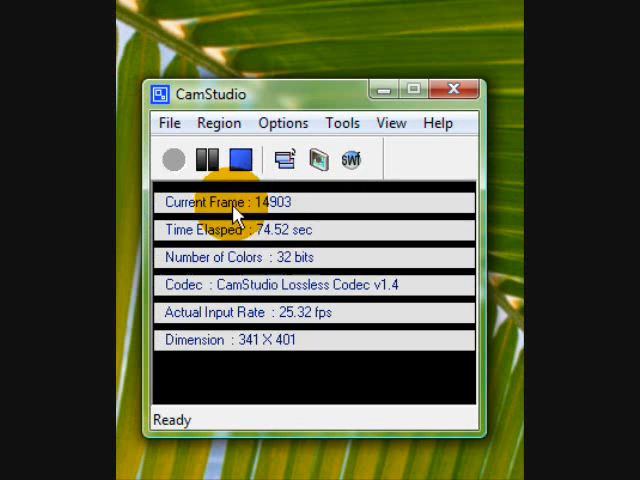 CamStudio
File Region Options Tools View Help
SWf
Current Frame : 14903
Time Elasped : 74.52 sec
Number of Colors : 32 bits
Codec : CamStudio Lossless Codec v1.4
Actual Input Rate : 25.32 fps
Dimension : 341 X 401
Ready